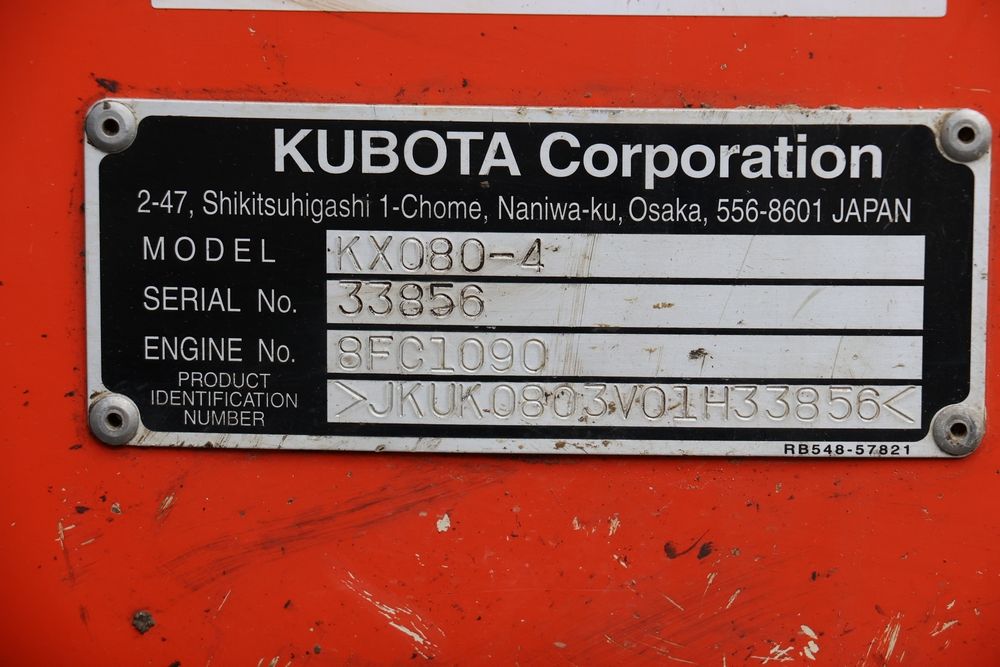 KUBOTA Corporation
2-47, Shikitsuhigashi 1-Chome, Naniwa-ku, Osaka, 556-8601 JAPAN
MODEL KX080-4
SERIAL No. 33856
ENGINE No. 8FC1090
PRODUCT
IDENTIFICATION
NUMBER >JKUK0803V01H33856<
RB548-57821